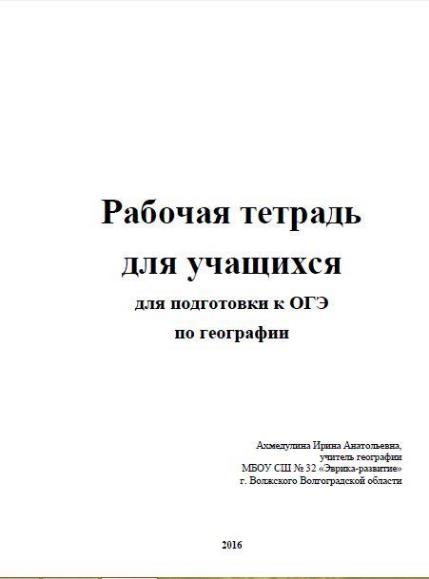 Рабочая тетрадь
для учащихся
для подготовки к ОГЭ
по географии
Ахмедулина Ирина Анатольевна,
учитель географии
МБОУ СШ № 32 «Эврика-развитие»
г. Волжского Волгоградской области
2016